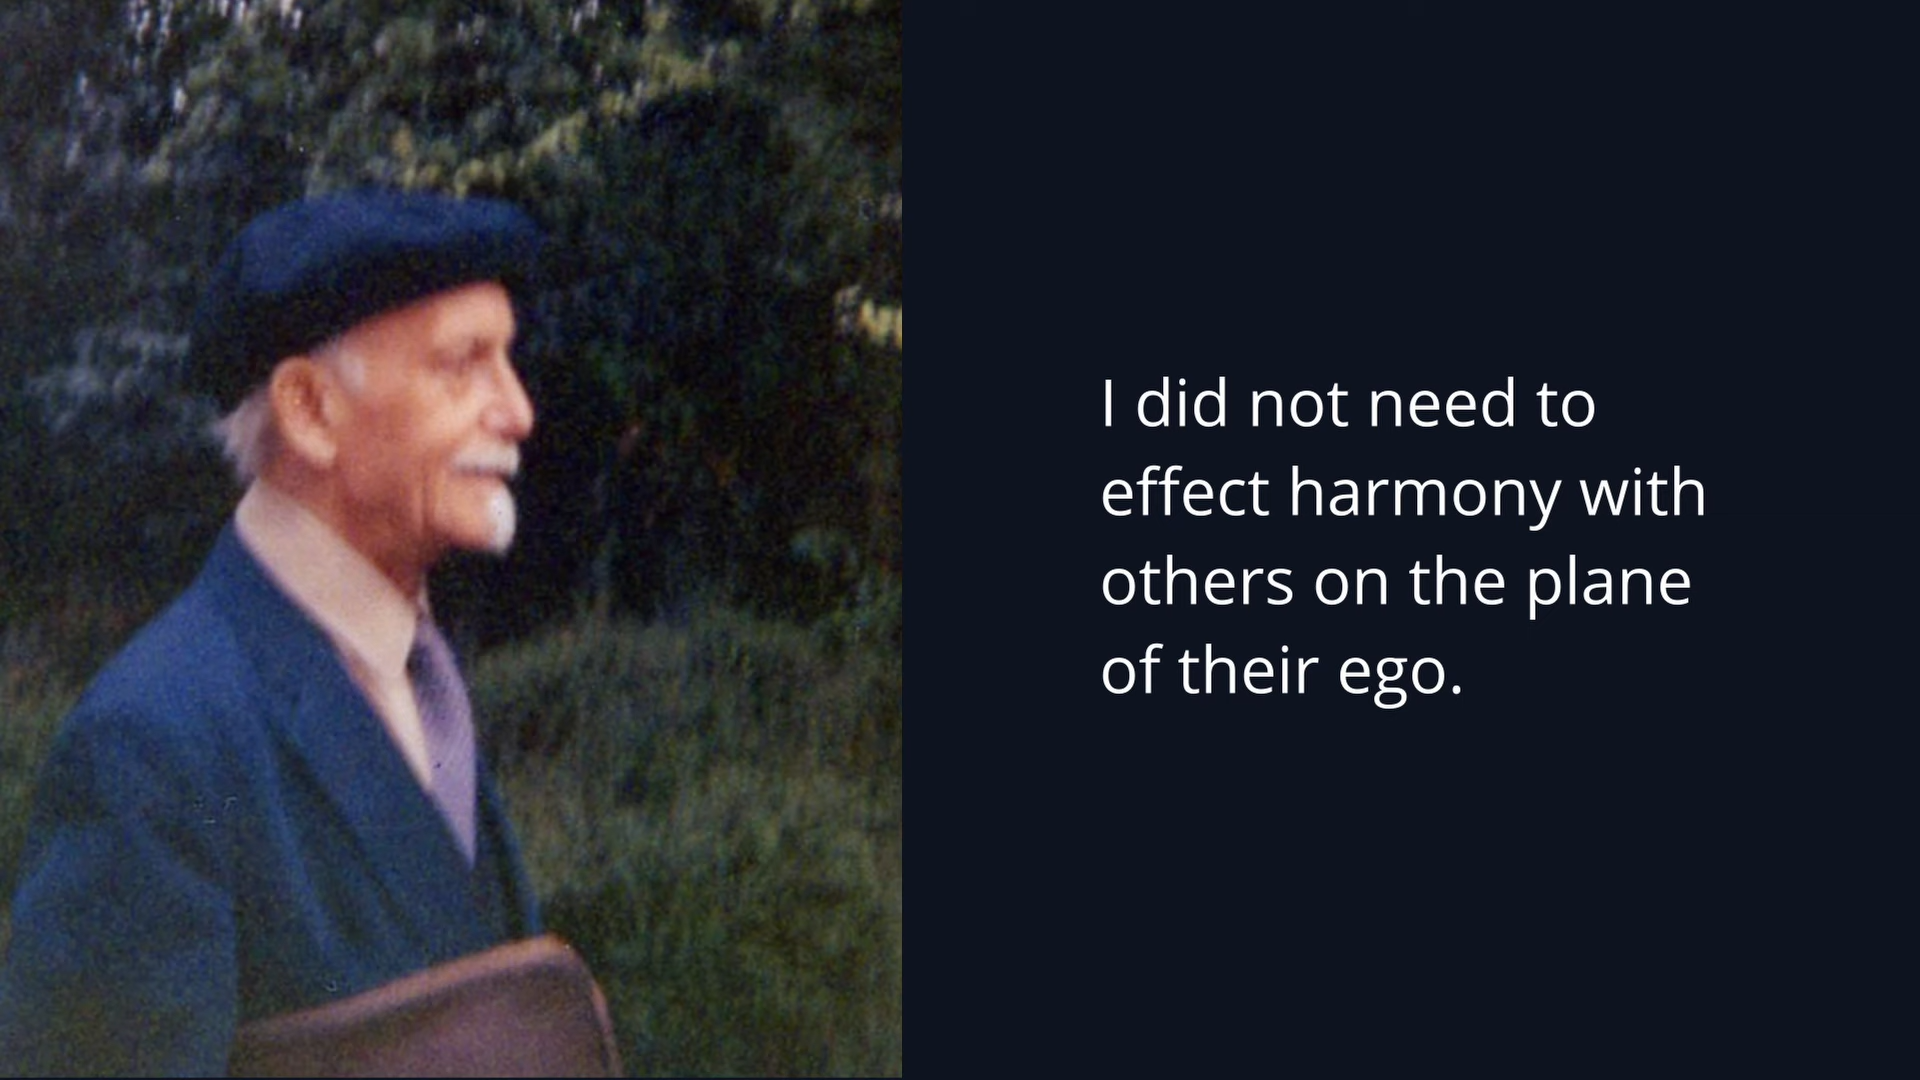 I did not need to
effect harmony with
others on the plane
of their ego.